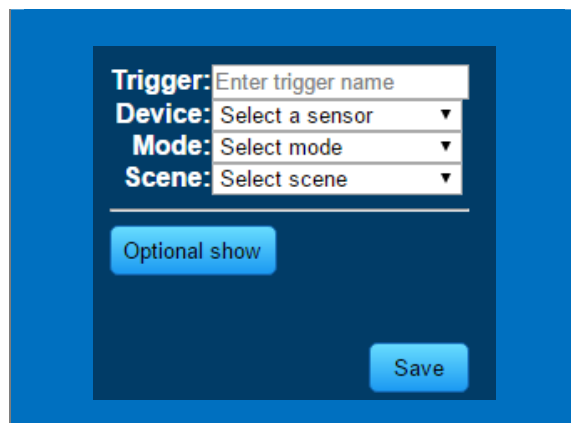 Trigger: Enter trigger name
Device: Select a sensor
Mode: Select mode
Scene: Select scene
Optional show
Save